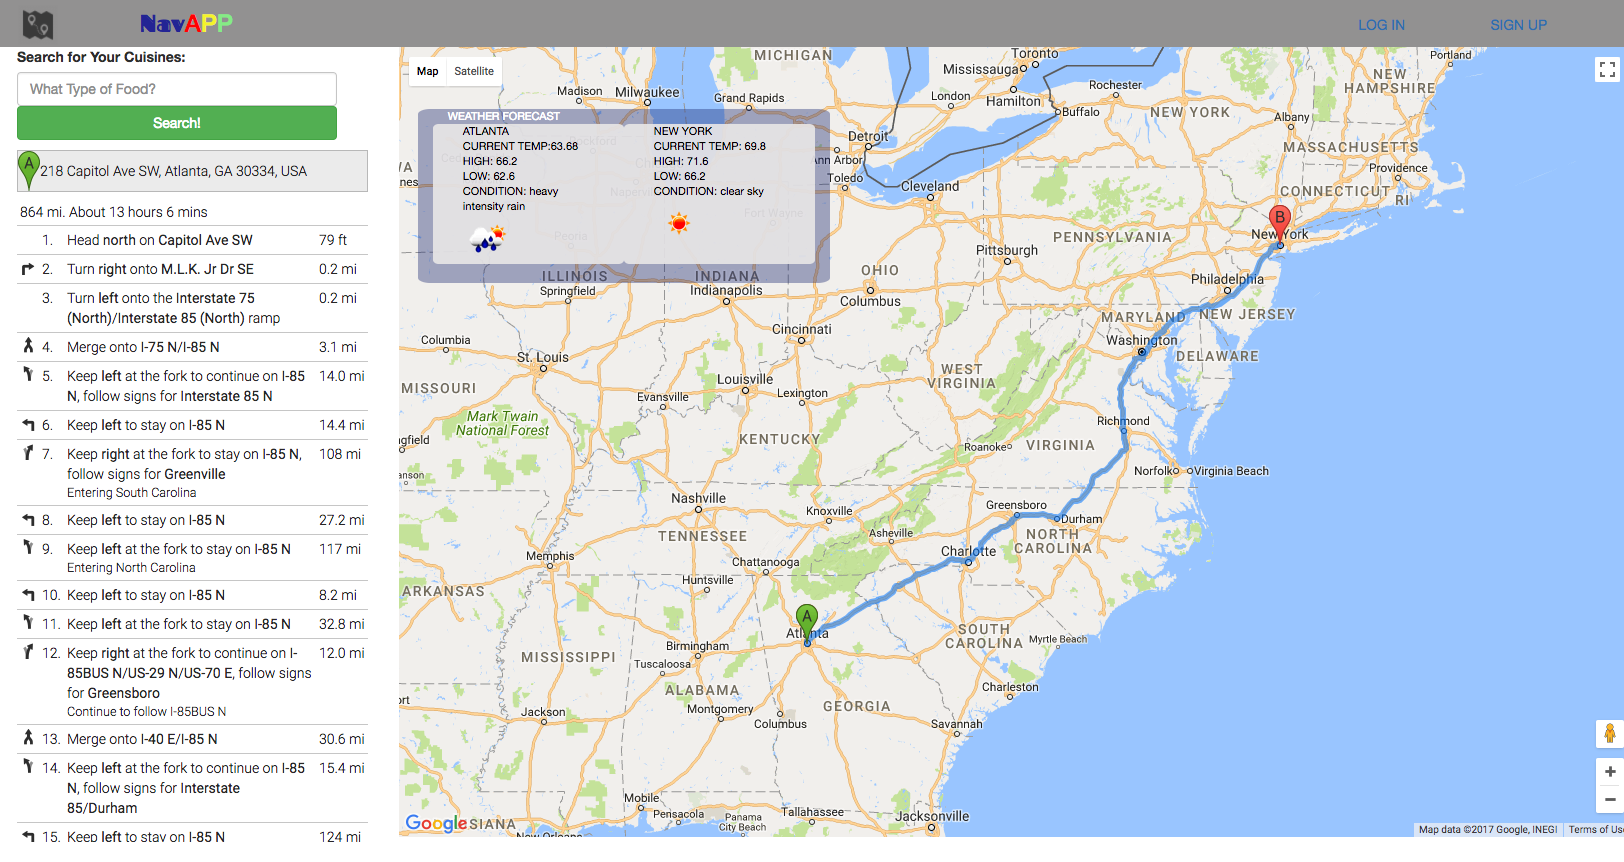 NavAPP
LOG IN
SIGN UP
Search for Your Cuisines:
What Type of Food?
Search!
A
218 Capitol Ave SW, Atlanta, GA 30334, USA
864 mi. About 13 hours 6 mins
1. Head north on Capitol Ave SW 79 ft
2. Turn right onto M.L.K. Jr Dr SE 0.2 mi
3. Turn left onto the Interstate 75 0.2 mi
(North)/Interstate 85 (North) ramp
4. Merge onto I-75 N/I-85 N 3.1 mi
5. Keep left at the fork to continue on I-85 14.0 mi
N, follow signs for Interstate 85 N
6. Keep left to stay on I-85 N 14.4 mi
7. Keep right at the fork to stay on I-85 N, 108 mi
follow signs for Greenville
Entering South Carolina
8. Keep left to stay on I-85 N 27.2 mi
9. Keep left at the fork to stay on I-85 N 117 mi
Entering North Carolina
10. Keep left to stay on I-85 N 8.2 mi
11. Keep left at the fork to stay on I-85 N 32.8 mi
12. Keep right at the fork to continue on I- 12.0 mi
85BUS N/US-29 N/US-70 E, follow signs
for Greensboro
Continue to follow I-85BUS N
13. Merge onto I-40 E/I-85 N 30.6 mi
14. Keep left at the fork to continue on I-85 15.4 mi
N, follow signs for Interstate
85/Durham
15. Keep left to stay on I-85 N 124 mi
Map
Satellite
WEATHER FORECAST
ATLANTA
CURRENT TEMP:63.68
HIGH: 66.2
LOW: 62.6
CONDITION: heavy
intensity rain
NEW YORK
CURRENT TEMP: 69.8
HIGH: 71.6
LOW: 66.2
CONDITION: clear sky
MICHIGAN
Toronto
Mississauga
Portland
Madison
Milwaukee
Grand Rapids
London
Hamilton
Rochester
Buffalo
NEW YORK
NEW
HAMPSHIRE
Albany
MASSACHUSETTS
Detroit
Ann Arbor
Toledo
Cleveland
Providence
CONNECTICUT
RI
B
New York
Fort Wayne
Peoria
PENNSYLVANIA
Pittsburgh
Philadelphia
ILLINOIS
Springfield
INDIANA
Indianapolis
OHIO
Columbus
MARYLAND
NEW JERSEY
Columbia
Cincinnati
Washington
DELAWARE
St. Louis
MISSOURI
Louisville
Lexington
Evansville
WEST
VIRGINIA
Mark Twain
National Forest
gfield
KENTUCKY
Richmond
Roanoke
VIRGINIA
Norfolk
Virginia Beach
anson
Nashville
Knoxville
Greensboro
Durham
TENNESSEE
Asheville
NORTH
CAROLINA
Charlotte
Memphis
Chattanooga
Huntsville
ARKANSAS
A
Atlanta
SOUTH
CAROLINA
Myrtle Beach
Birmingham
MISSISSIPPI
Tuscaloosa
ALABAMA
Charleston
Montgomery
GEORGIA
Jackson
Columbus
Savannah
Mobile
Pensacola
Panama
City Beach
Tallahassee
Jacksonville
Google
SIANA
New Orleans
Map data ©2017 Google, INEGI
Terms of Us